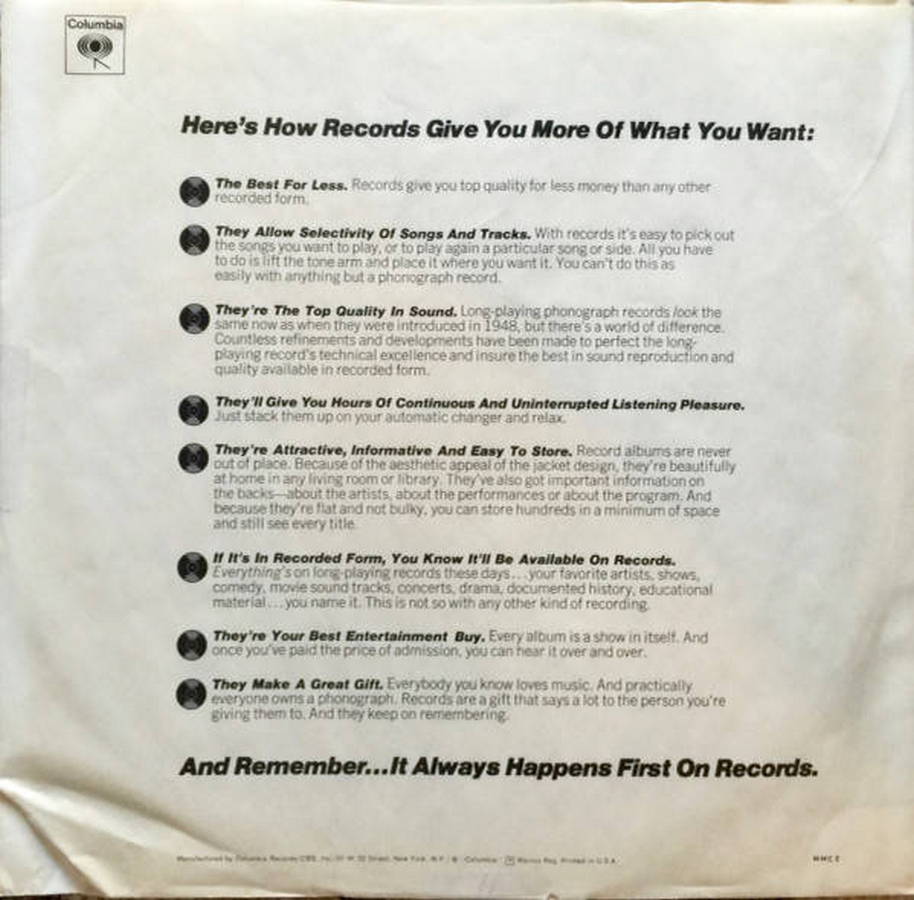 Columbia
Here's How Records Give You More Of What You Want:
The Best For Less. Records give you top quality for less money than any other
recorded form.
They Allow Selectivity Of Songs And Tracks. With records it's easy to pick out
the songs you want to play, or to play again a particular song or side. All you have
to do is lift the tone arm and place it where you want it. You can't do this as
easily with anything but a phonograph record.
They're The Top Quality In Sound. Long-playing phonograph records look the
same now as when they were introduced in 1948, but there's a world of difference.
Countless refinements and developments have been made to perfect the long-
playing record's technical excellence and insure the best in sound reproduction and
quality available in recorded form.
They'll Give You Hours Of Continuous And Uninterrupted Listening Pleasure.
Just stack them up on your automatic changer and relax.
They're Attractive, Informative And Easy To Store. Record albums are never
out of place. Because of the aesthetic appeal of the jacket design, they're beautifully
at home in any living room or library. They've also got important information on
the backs—about the artists, about the performances or about the program. And
because they're flat and not bulky, you can store hundreds in a minimum of space
and still see every title.
If It's In Recorded Form, You Know It'll Be Available On Records.
Everything's on long-playing records these days...your favorite artists, shows,
comedy, movie sound tracks, concerts, drama, documented history, educational
material...you name it. This is not so with any other kind of recording.
They're Your Best Entertainment Buy. Every album is a show in itself. And
once you've paid the price of admission, you can hear it over and over.
They Make A Great Gift. Everybody you know loves music. And practically
everyone owns a phonograph. Records are a gift that says a lot to the person you're
giving them to. And they keep on remembering.
And Remember...It Always Happens First On Records.
Manufactured by Columbia Records/CBS, Inc./51 W. 52 Street, New York, N.Y./ ® "Columbia," Marcas Reg. Printed in U.S.A.